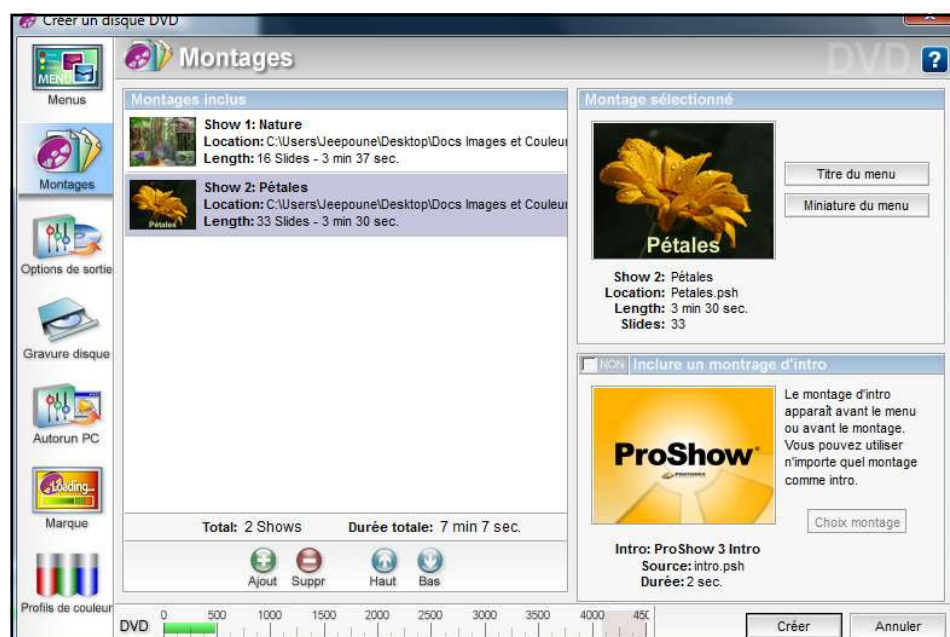 Créer un disque DVD
MENU
Menus
Montages
Options de sortie
Gravure disque
Autorun PC
Loading...
Marque
Profils de couleur
Montages
DVD
?
Montages inclus
Show 1: Nature
Location: C:\Users\Jeepoune\Desktop\Docs Images et Couleu
Length: 16 Slides - 3 min 37 sec.
Pétales
Show 2: Pétales
Location: C:\Users\Jeepoune\Desktop\Docs Images et Couleu
Length: 33 Slides - 3 min 30 sec.
Total: 2 Shows Durée totale: 7 min 7 sec.
Ajout Suppr Haut Bas
Montage sélectionné
Pétales
Titre du menu
Miniature du menu
Show 2: Pétales
Location: Petales.psh
Length: 3 min 30 sec.
Slides: 33
NON Inclure un montrage d'intro
ProShow
Le montage d'intro
apparaît avant le menu
ou avant le montage.
Vous pouvez utiliser
n'importe quel montage
comme intro.
Choix montage
Intro: ProShow 3 Intro
Source: intro.psh
Durée: 2 sec.
DVD 0 500 1000 1500 2000 2500 3000 3500 4000 450
Créer Annuler